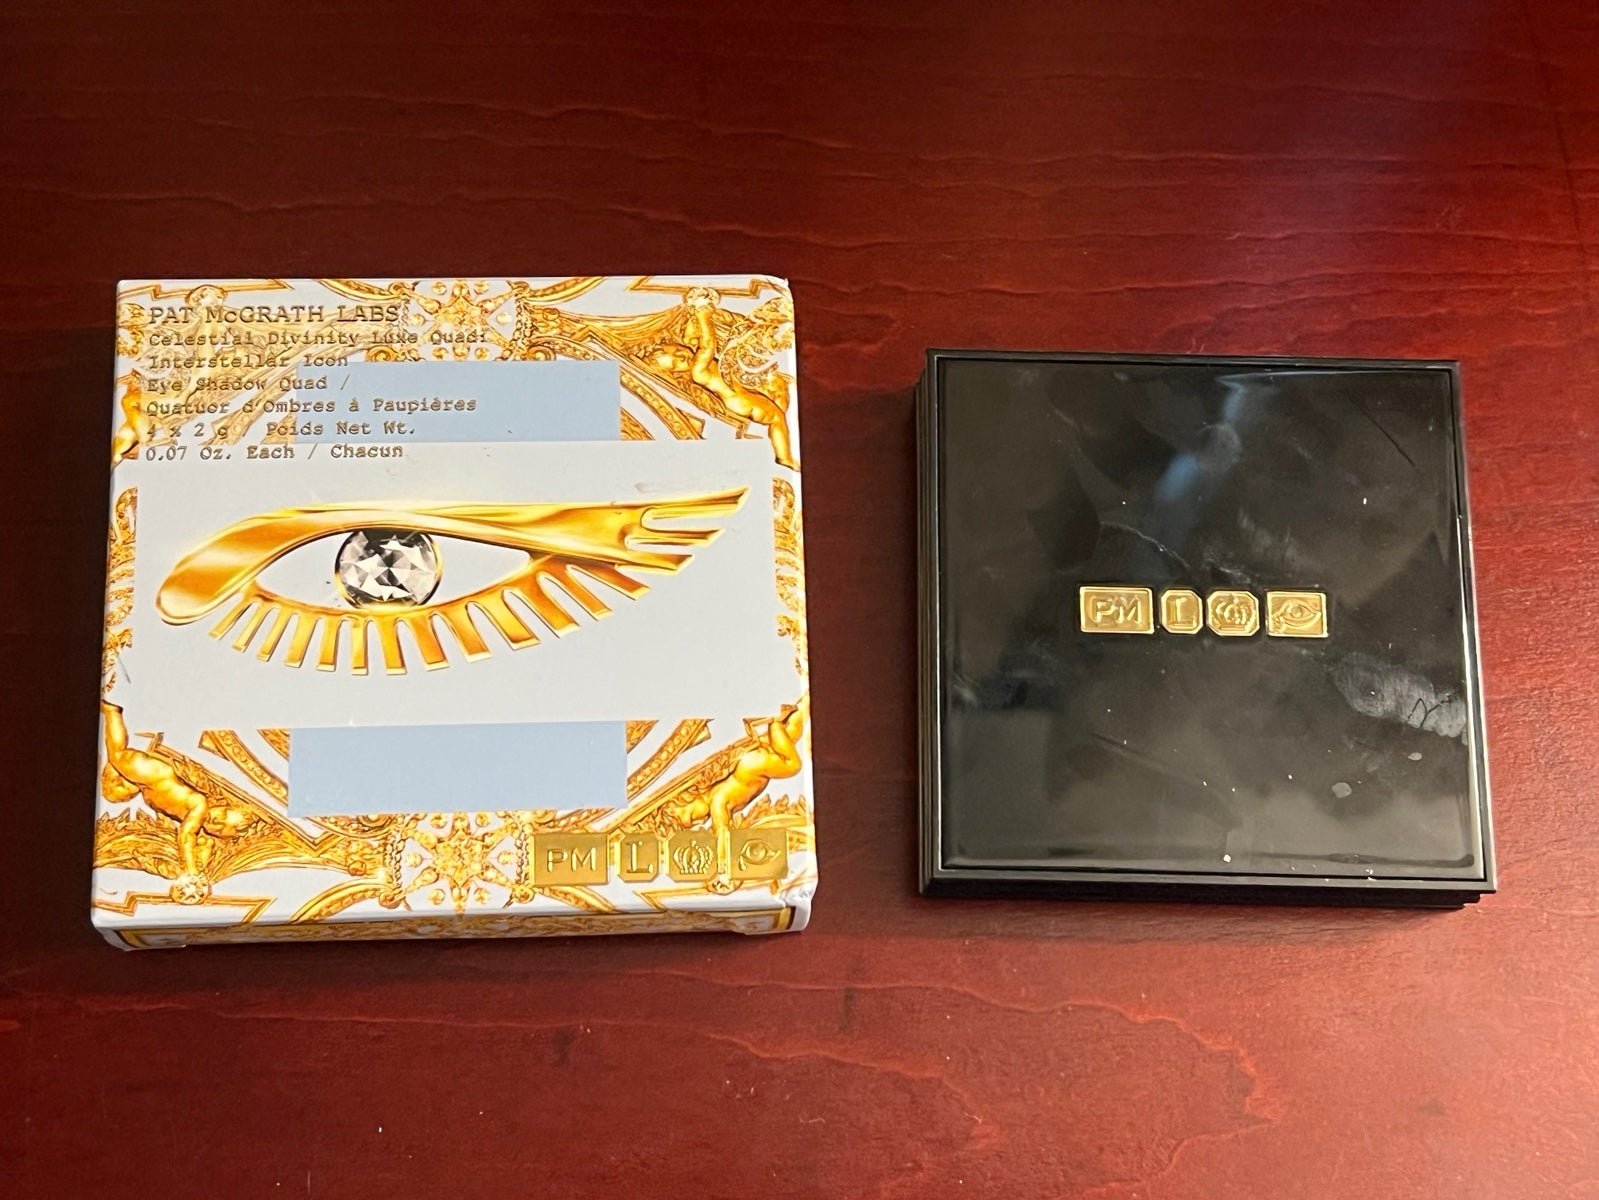 PAT McGRATH LABS
Celestial Divinity Luxe Quad:
Interstellar Icon
Eye Shadow Quad /
Quatuor d'Ombres à Paupières
4 x 2 g / Poids Net Wt.
0.07 Oz. Each / Chacun
PM L
PM L